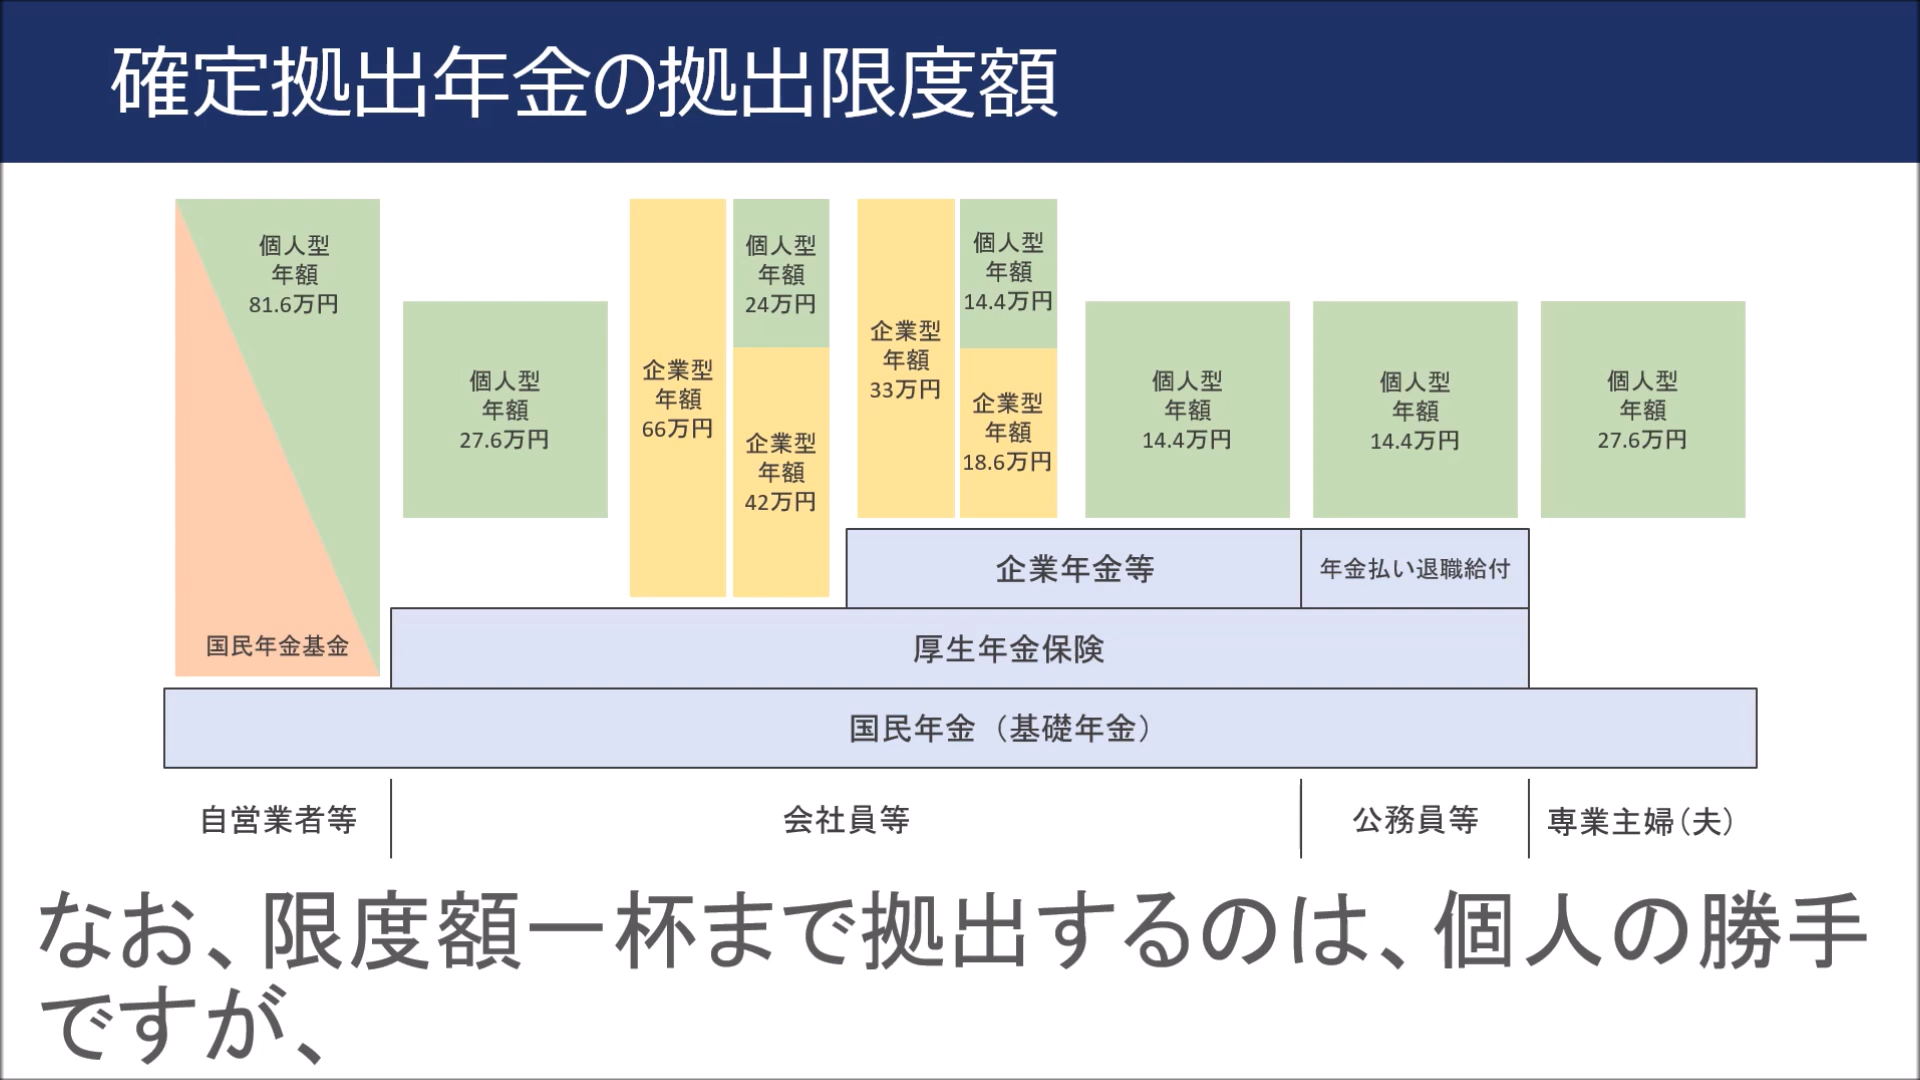 確定拠出年金の拠出限度額
個人型
年額
81.6万円
国民年金基金
個人型
年額
27.6万円
企業型
年額
66万円
個人型
年額
24万円
企業型
年額
42万円
企業型
年額
33万円
個人型
年額
14.4万円
企業型
年額
18.6万円
個人型
年額
14.4万円
個人型
年額
14.4万円
個人型
年額
27.6万円
企業年金等
年金払い退職給付
厚生年金保険
国民年金（基礎年金）
自営業者等
会社員等
公務員等
専業主婦(夫)
なお、限度額一杯まで拠出するのは、個人の勝手
ですが、